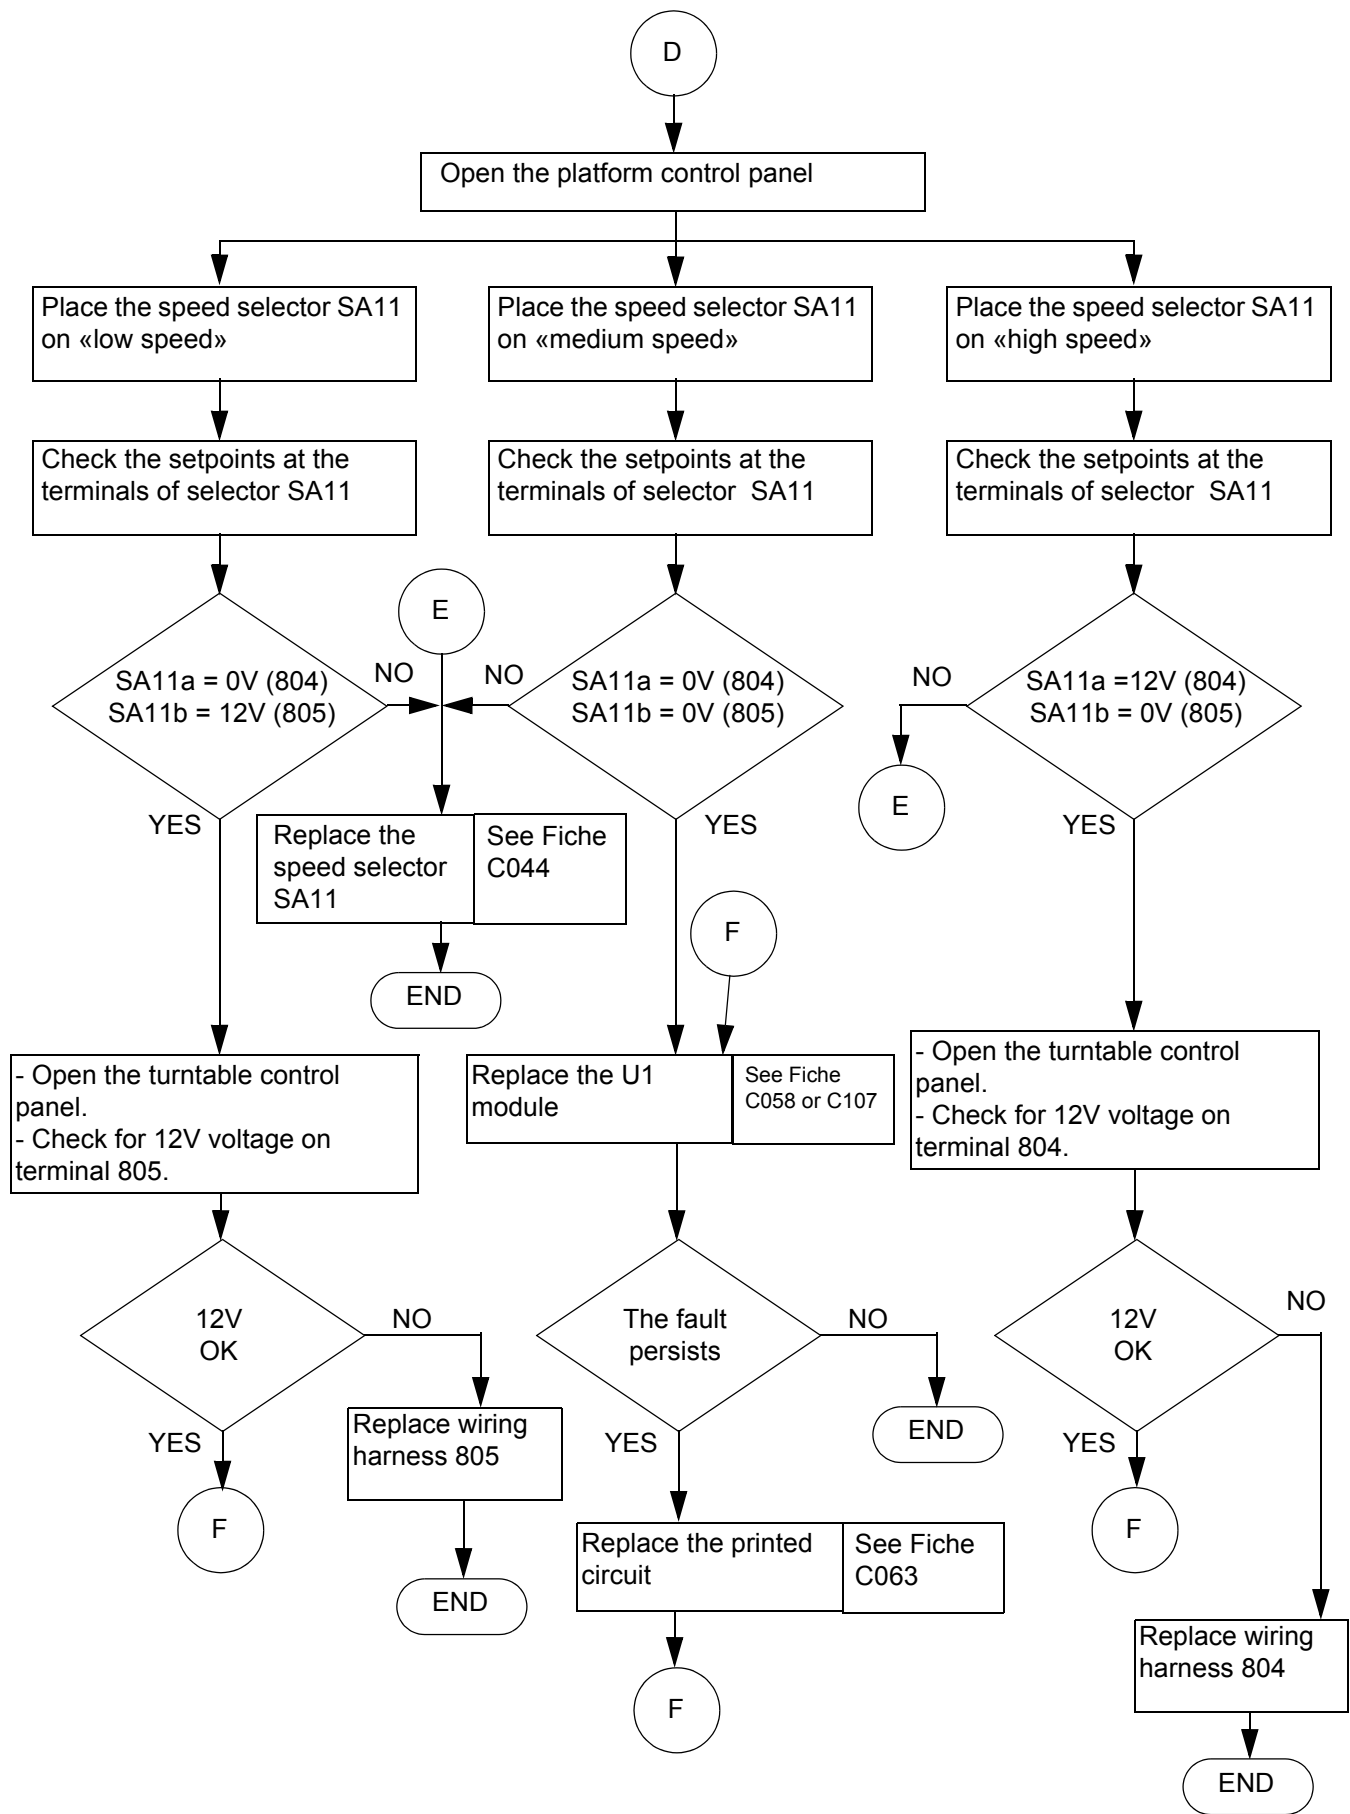 D
Open the platform control panel
Place the speed selector SA11
on «low speed»
Place the speed selector SA11
on «medium speed»
Place the speed selector SA11
on «high speed»
Check the setpoints at the
terminals of selector SA11
Check the setpoints at the
terminals of selector  SA11
Check the setpoints at the
terminals of selector  SA11
E
SA11a = 0V (804)
SA11b = 12V (805)
NO
NO
SA11a = 0V (804)
SA11b = 0V (805)
NO
SA11a =12V (804)
SA11b = 0V (805)
E
YES
YES
YES
Replace the
speed selector
SA11
See Fiche
C044
F
END
- Open the turntable control
panel.
- Check for 12V voltage on
terminal 805.
Replace the U1
module
See Fiche
C058 or C107
- Open the turntable control
panel.
- Check for 12V voltage on
terminal 804.
12V
OK
NO
The fault
persists
NO
12V
OK
NO
YES
Replace wiring
harness 805
YES
END
YES
F
Replace the printed
circuit
See Fiche
C063
F
END
F
Replace wiring
harness 804
END